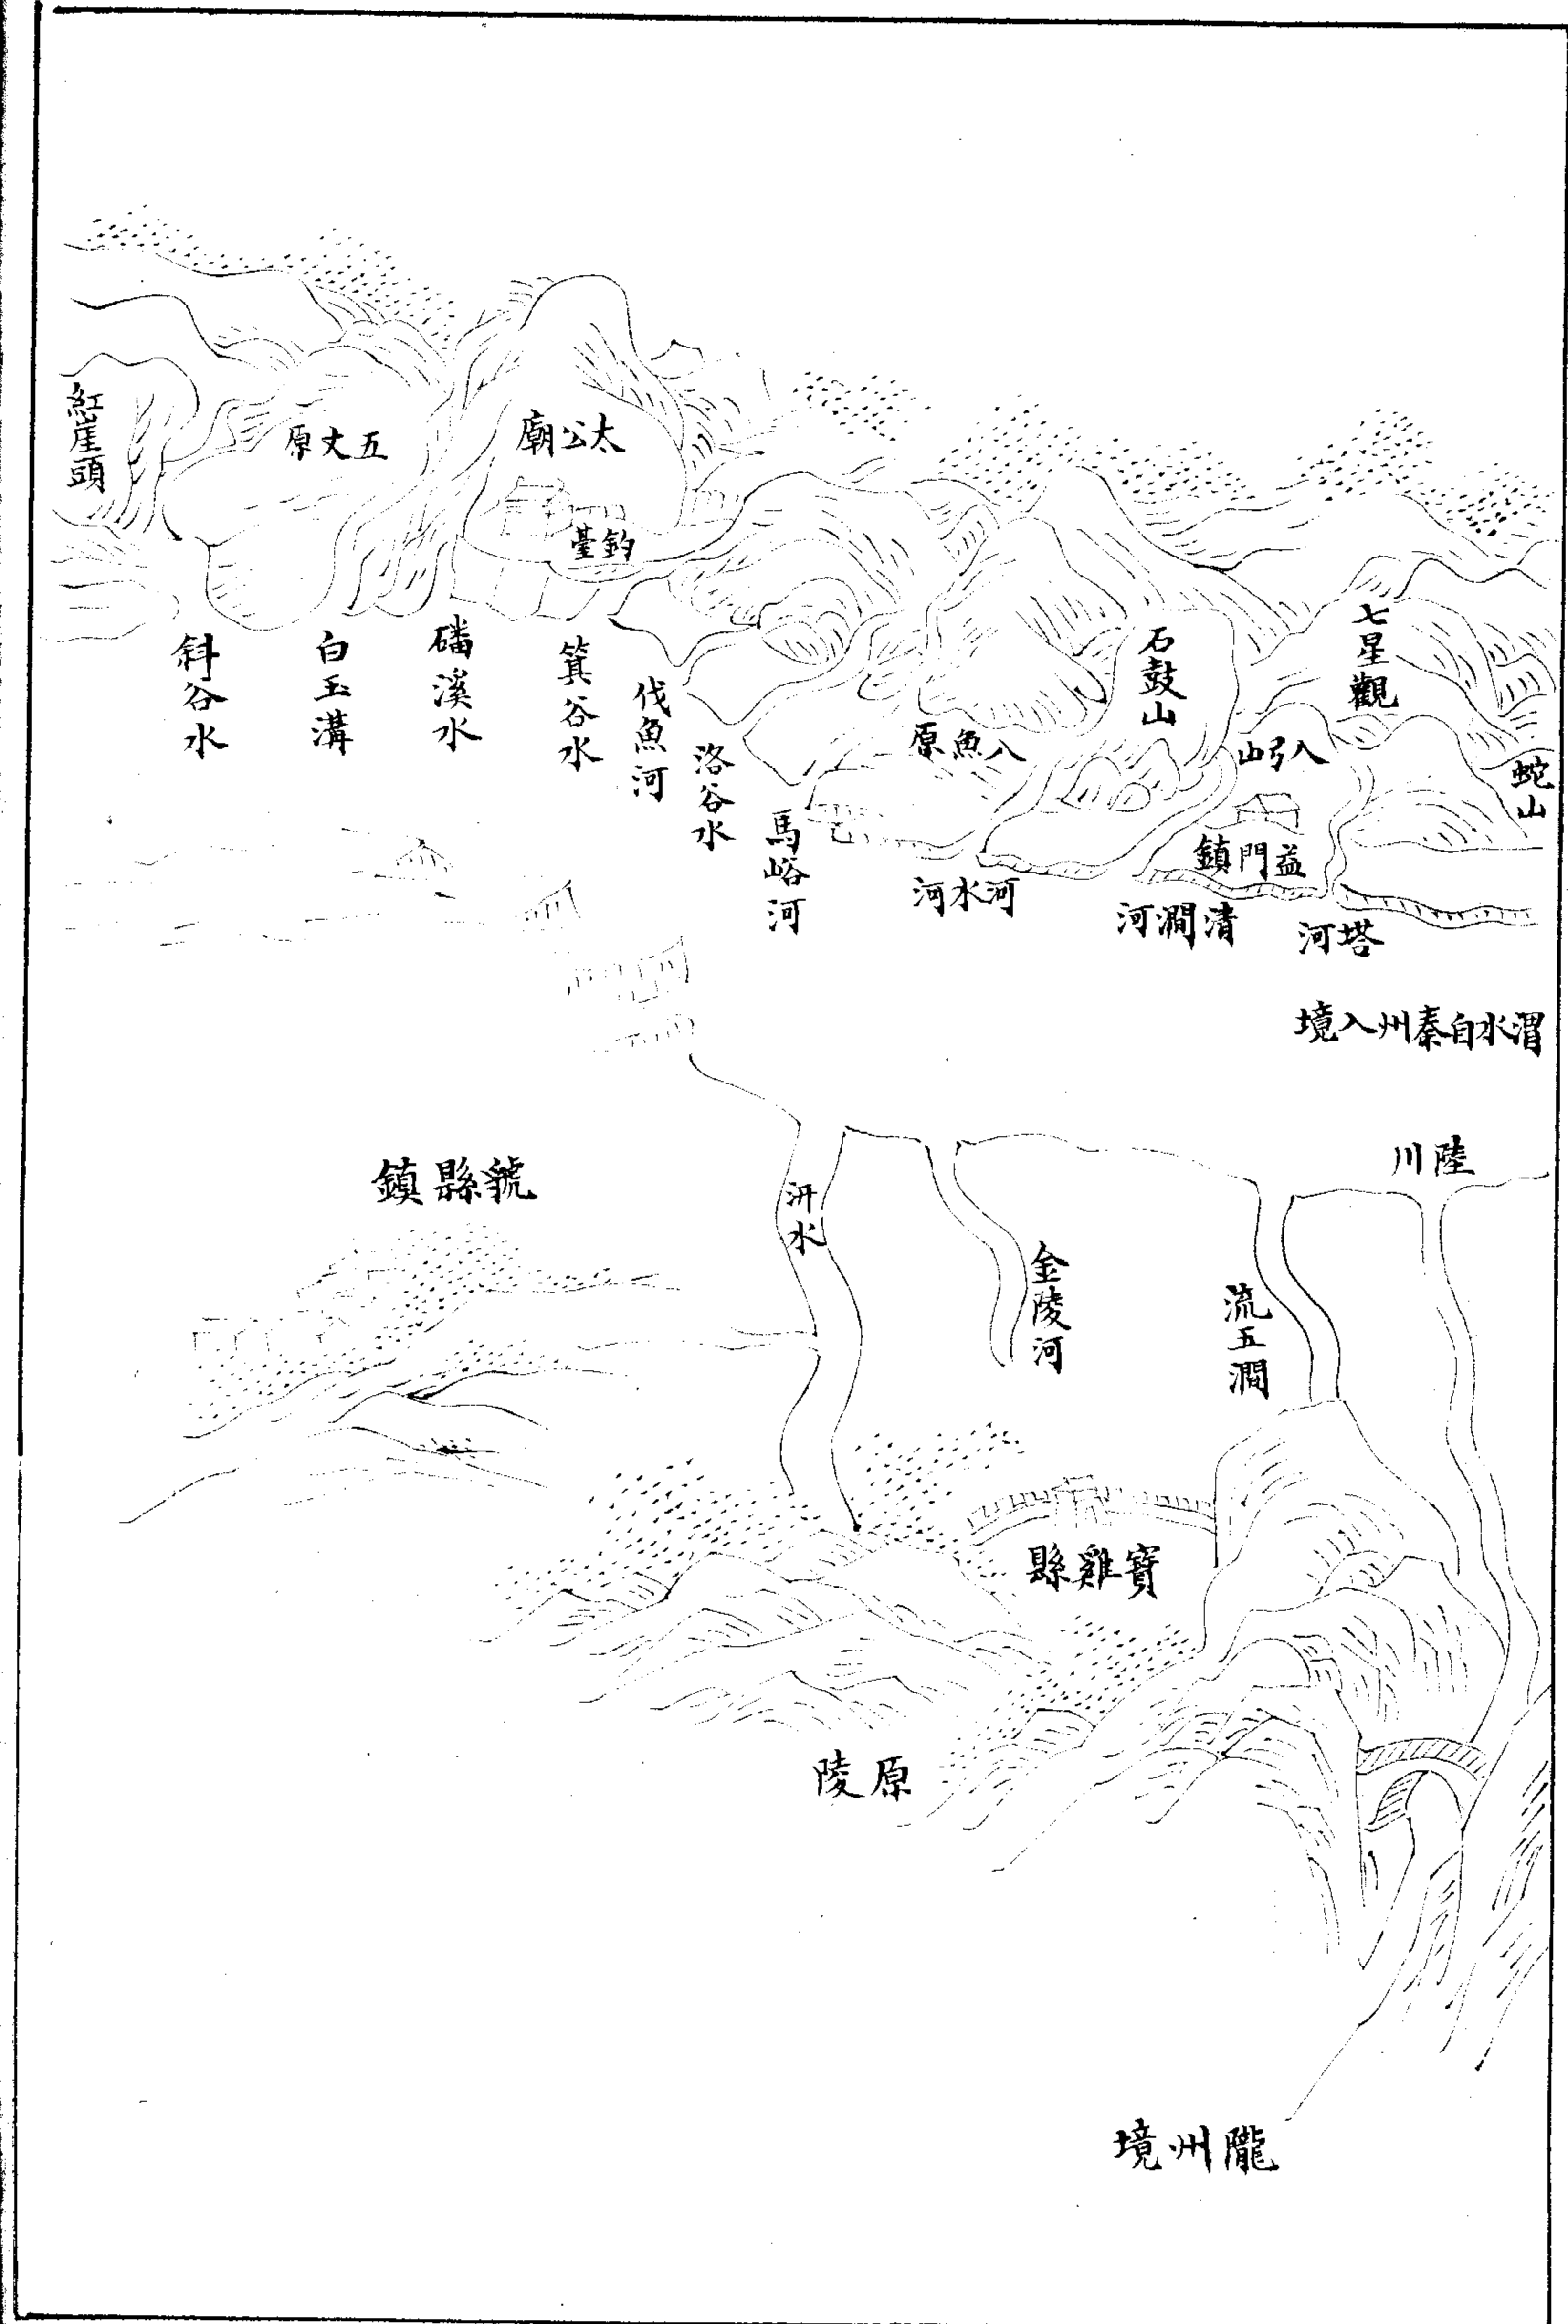 蛇山
七星觀
入引山
益門鎮
塔河
清澗河
石鼓山
八魚原
河水河
馬峪河
洛谷水
伐魚河
太公廟
釣臺
箕谷水
磻溪水
五丈原
白玉溝
斜谷水
紅崖頭
渭水自秦州入境
陸川
流五澗
金陵河
汧水
虢縣鎮
寶雞縣
原陵
隴州境